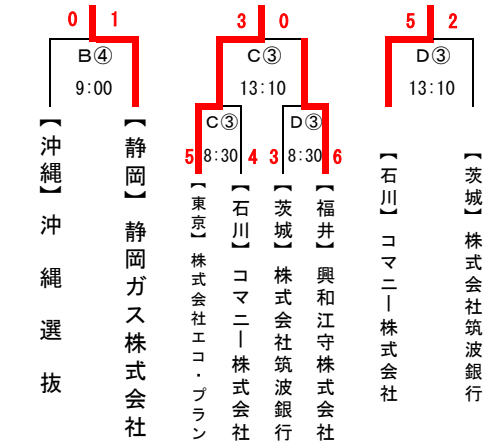 0 1
B④
9:00
【沖縄】沖縄選抜
【静岡】静岡ガス株式会社
3 0
C③
13:10
C③
5 8:30 4
D③
3 8:30 6
【東京】株式会社エコ・プラン
【石川】コマニー株式会社
【茨城】株式会社筑波銀行
【福井】興和江守株式会社
5 2
D③
13:10
【石川】コマニー株式会社
【茨城】株式会社筑波銀行